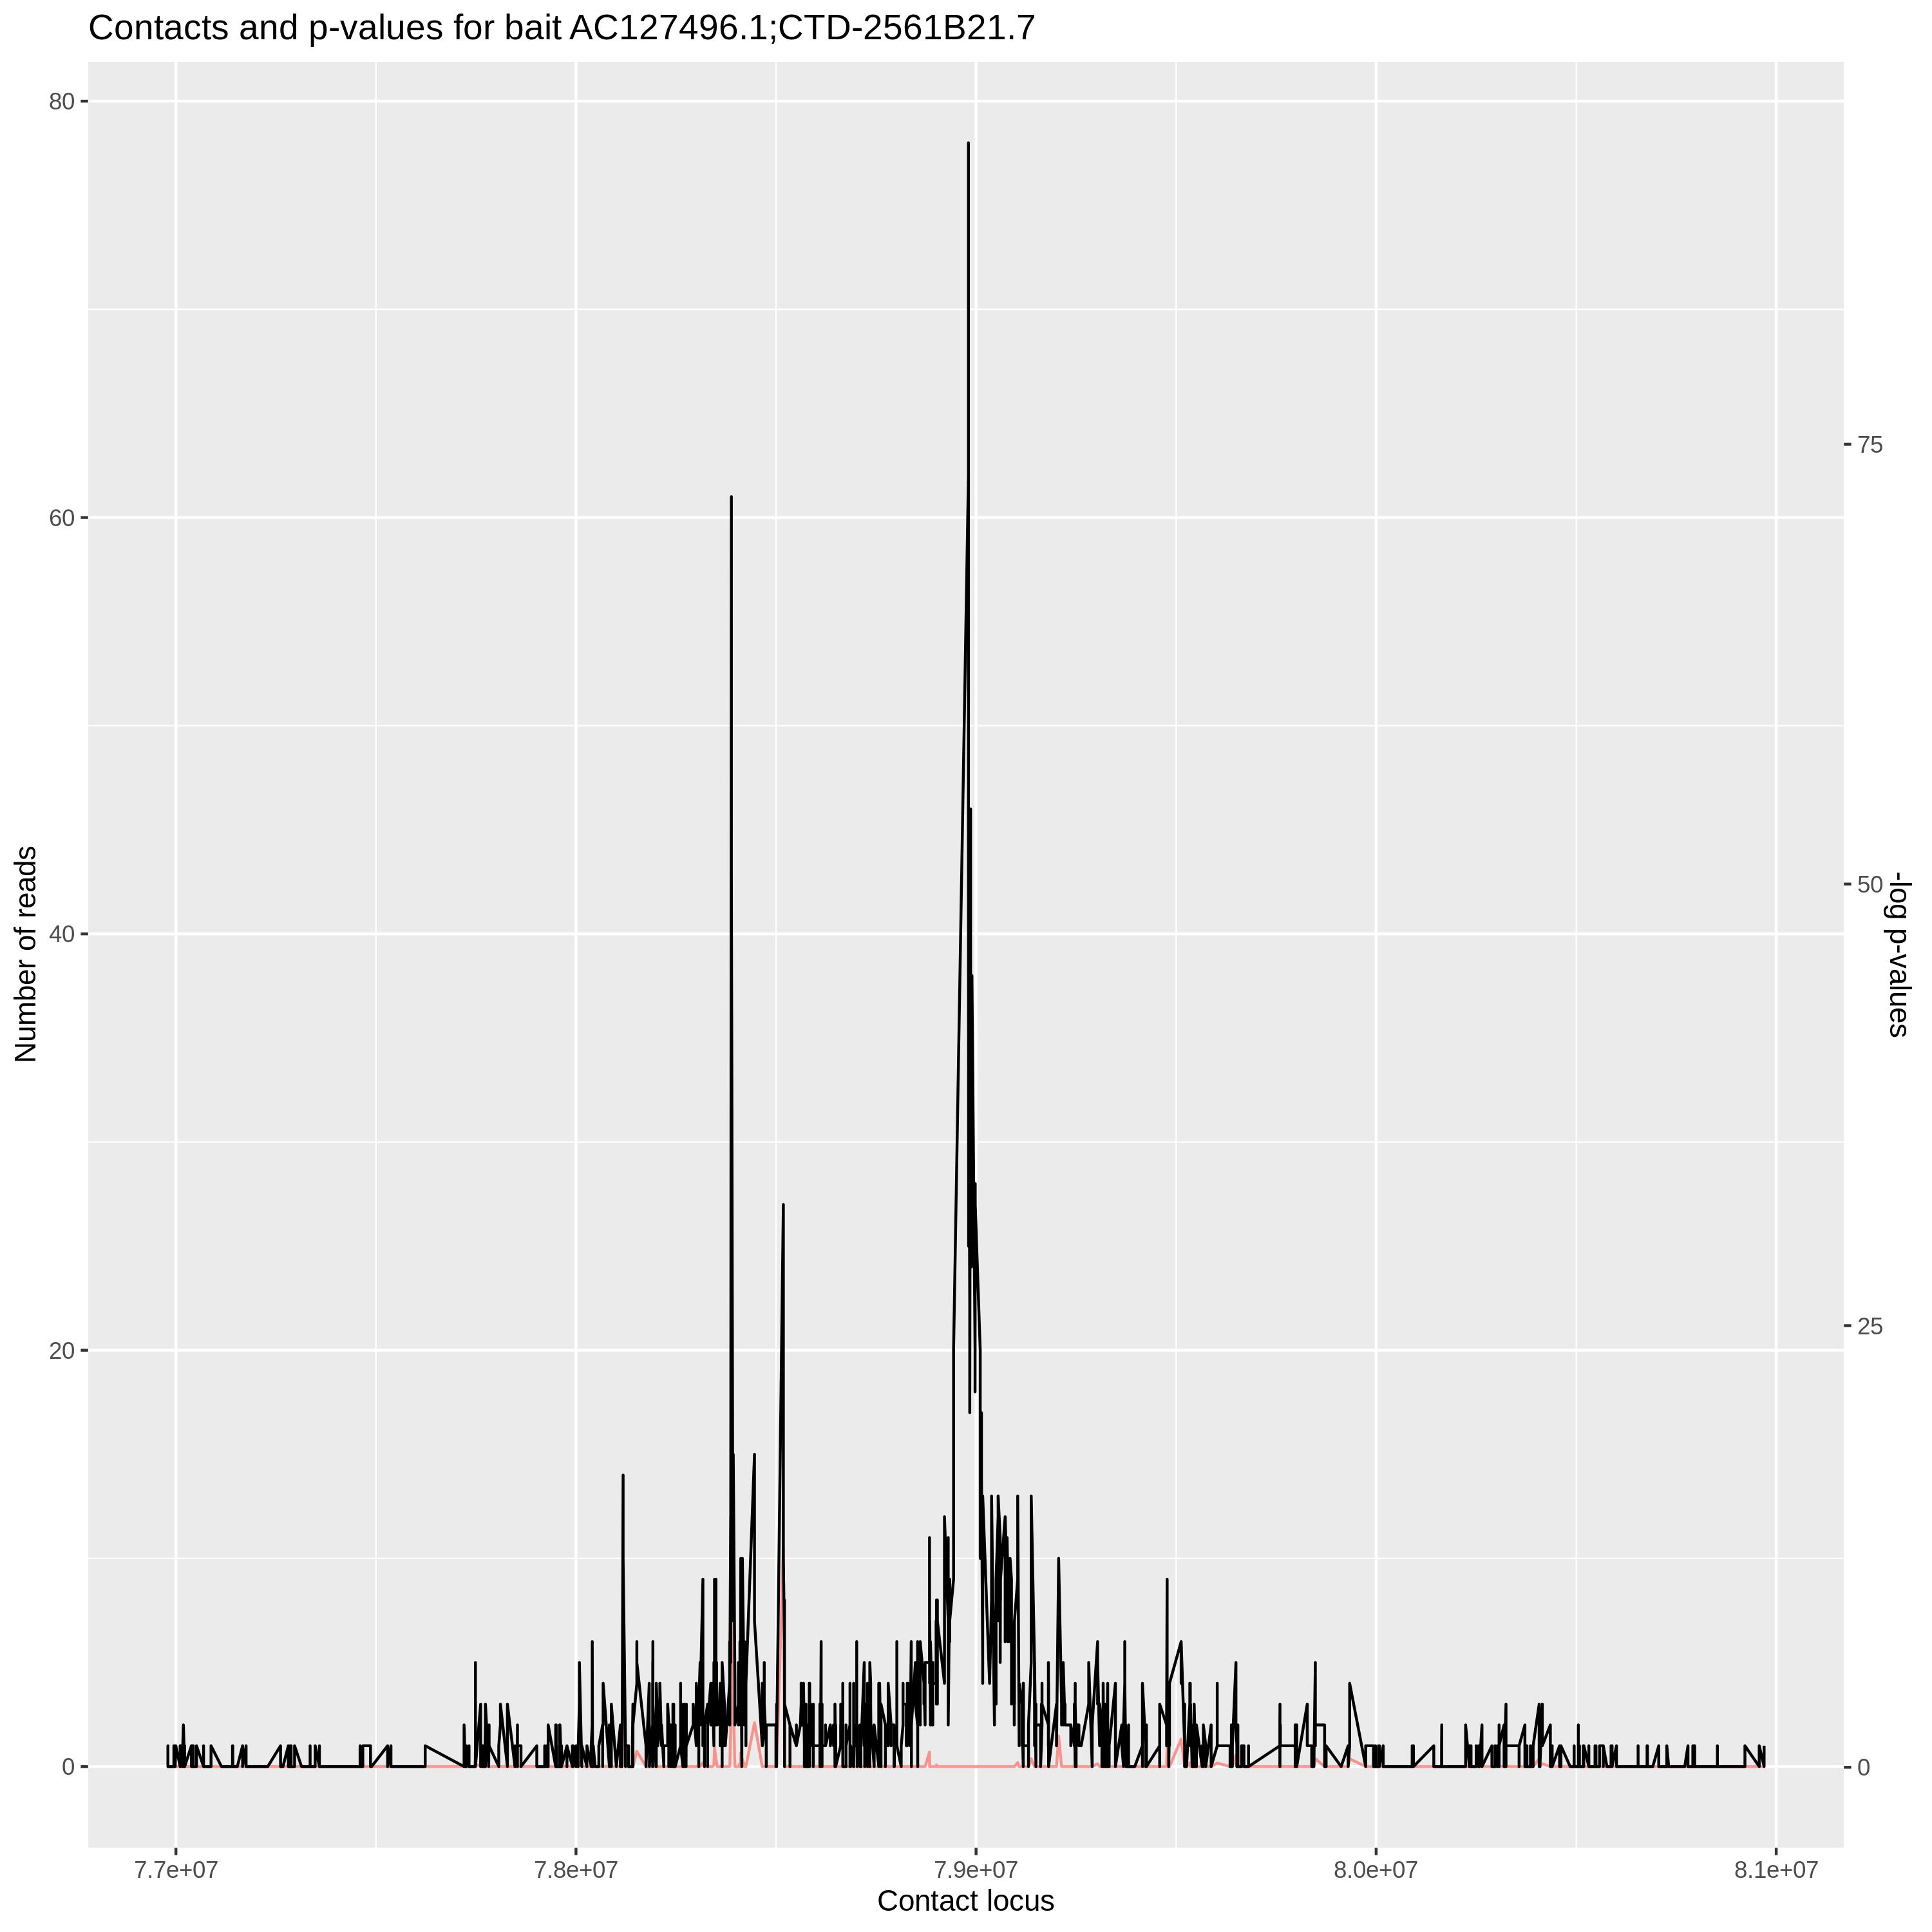 Contacts and p-values for bait AC127496.1;CTD-2561B21.7
80
60
40
20
0
Number of reads
75
50
25
0
-log p-values
7.7e+07
7.8e+07
7.9e+07
8.0e+07
8.1e+07
Contact locus